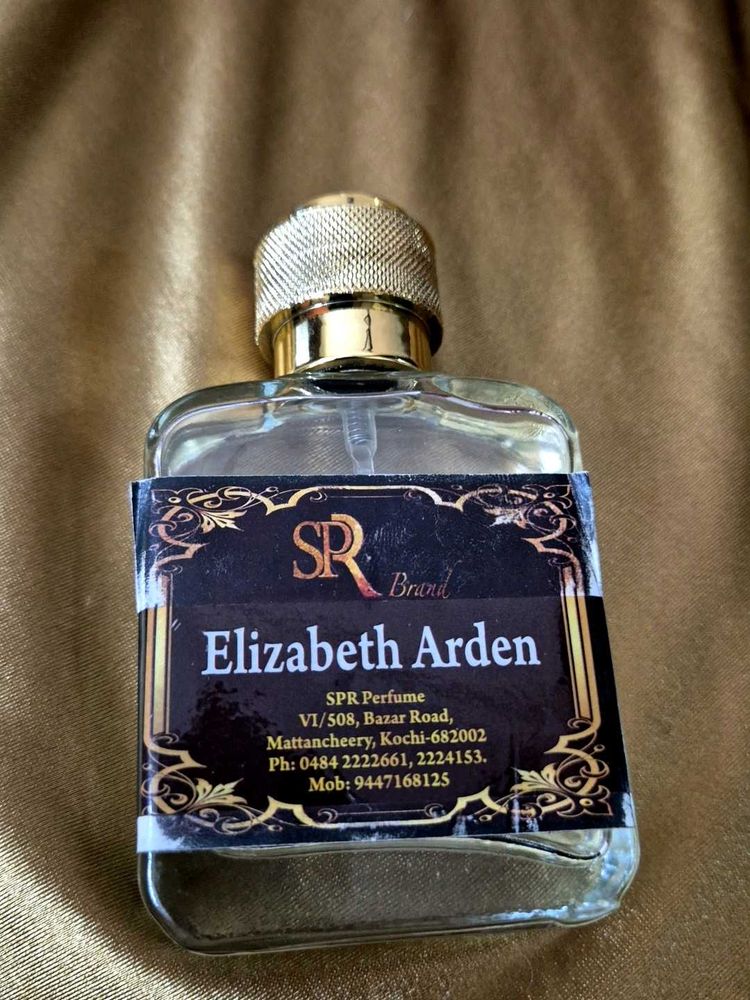 SPR Brand
Elizabeth Arden
SPR Perfume
VI/508, Bazar Road,
Mattancheery, Kochi-682002
Ph: 0484 2222661, 2224153.
Mob: 9447168125